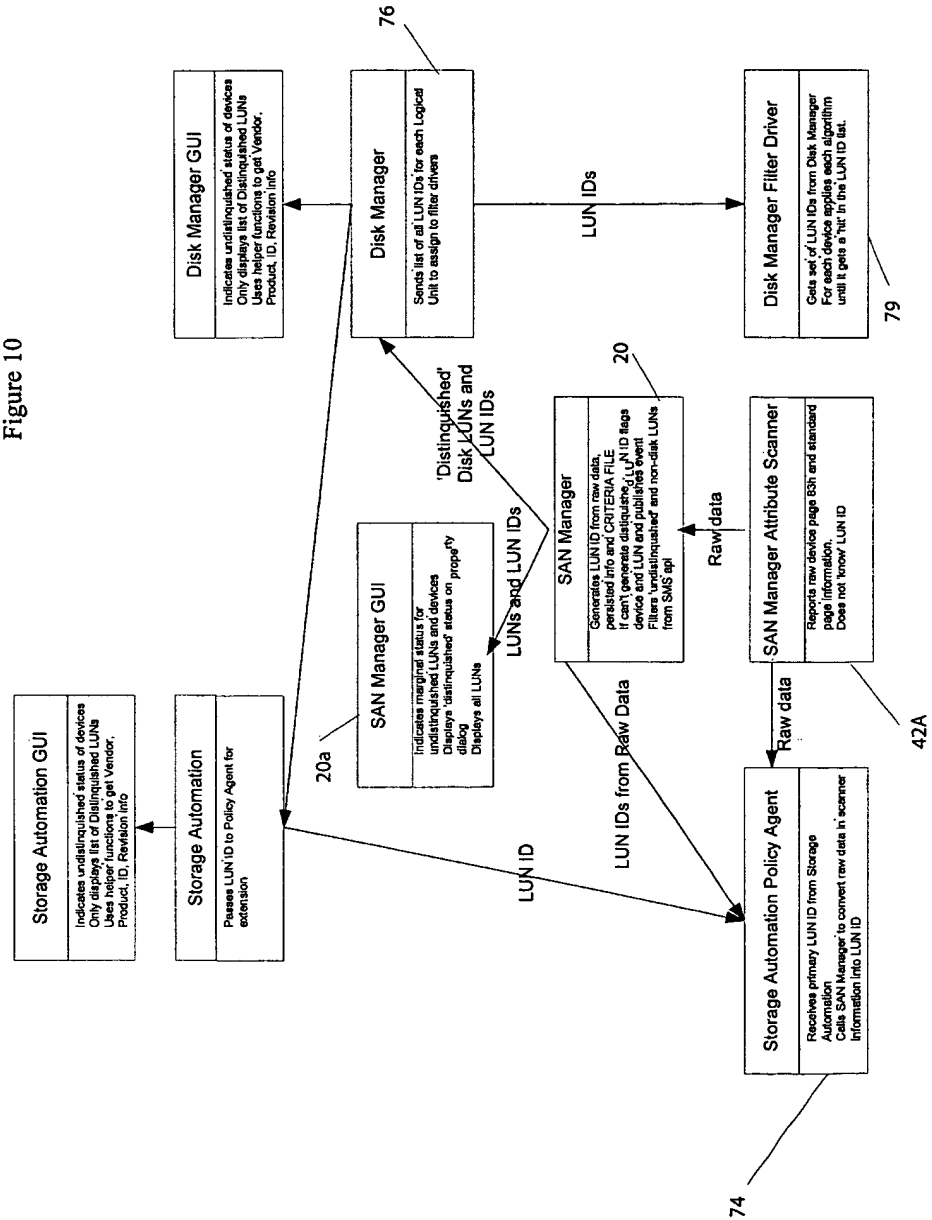 Figure 10
Storage Automation GUI
Indicates undistinquished status of devices
Only displays list of Distinquished LUNs
Uses helper functions to get Vendor,
Product, ID, Revision Info
Storage Automation
Passes LUN ID to Policy Agent for
extension
Disk Manager GUI
Indicates undistinquished status of devices
Only displays list of Distinquished LUNs
Uses helper functions to get Vendor,
Product, ID, Revision Info
76
Disk Manager
Sends list of all LUN IDs for each Logical
Unit to assign to filter drivers
20a
SAN Manager GUI
Indicates marginal status for
undistinquished LUNs and devices
Displays 'distinquished' status on property
dialog
Displays all LUNs
'Distinquished'
Disk LUNs and
LUN IDs
LUNs and LUN IDs
20
SAN Manager
Generates LUN ID from raw data,
persisted info and CRITERIA FILE
If can't generate distiquished LUN ID flags
device and LUN and publishes event
Filters 'undistinqushed' and non-disk LUNs
from SMS api
LUN ID
LUN IDs from Raw Data
LUN IDs
Raw data
Raw data
Storage Automation Policy Agent
Receives primary LUN ID from Storage
Automation
Calls SAN Manager to convert raw data in scanner
Information into LUN ID
74
SAN Manager Attribute Scanner
Reports raw device page 83h and standard
page information.
Does not 'know' LUN ID
42A
Disk Manager Filter Driver
Gets set of LUN IDs from Disk Manager
For each device applies each algorithm
until it gets a 'hit' in the LUN ID list.
79